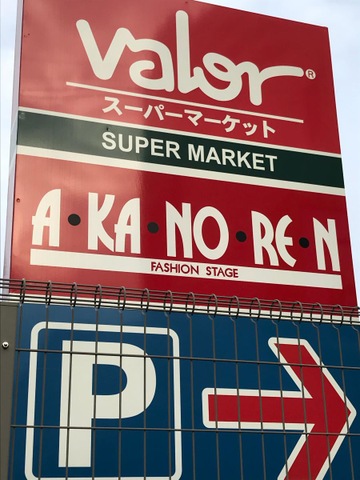 Valor®
スーパーマーケット
SUPER MARKET
A·KA·NO·RE·N
FASHION STAGE
P